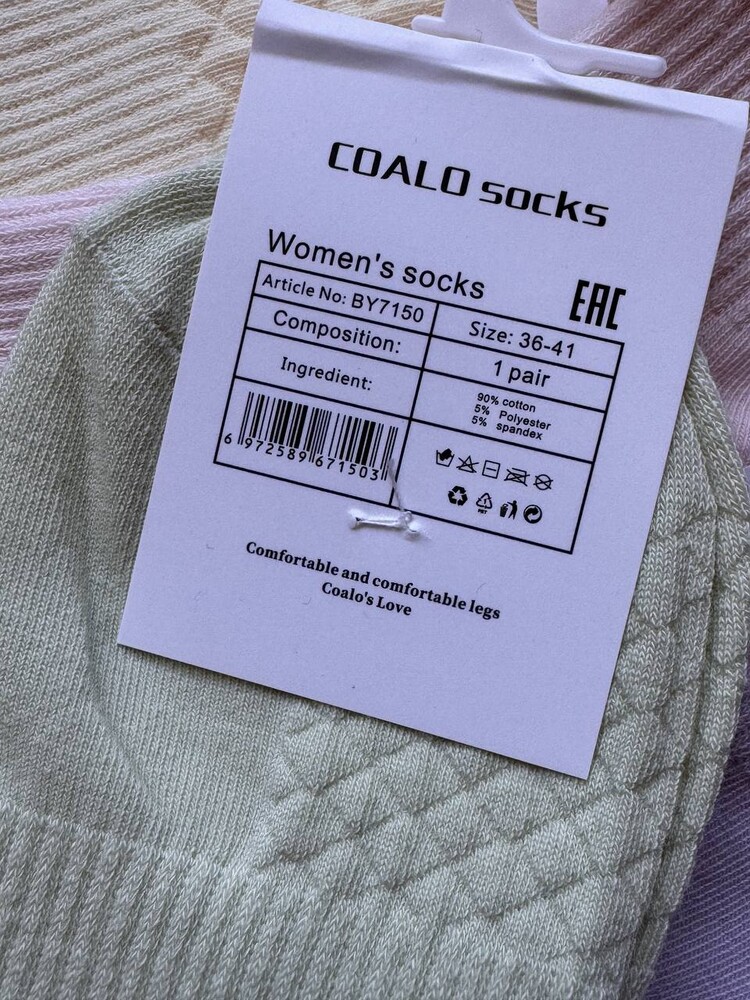 COALO socks
Women's socks
EAC
Article No: BY7150
Size: 36-41
Composition:
1 pair
Ingredient:
90% cotton
5% Polyester
5% spandex
6 972589 671503
Comfortable and comfortable legs
Coalo's Love